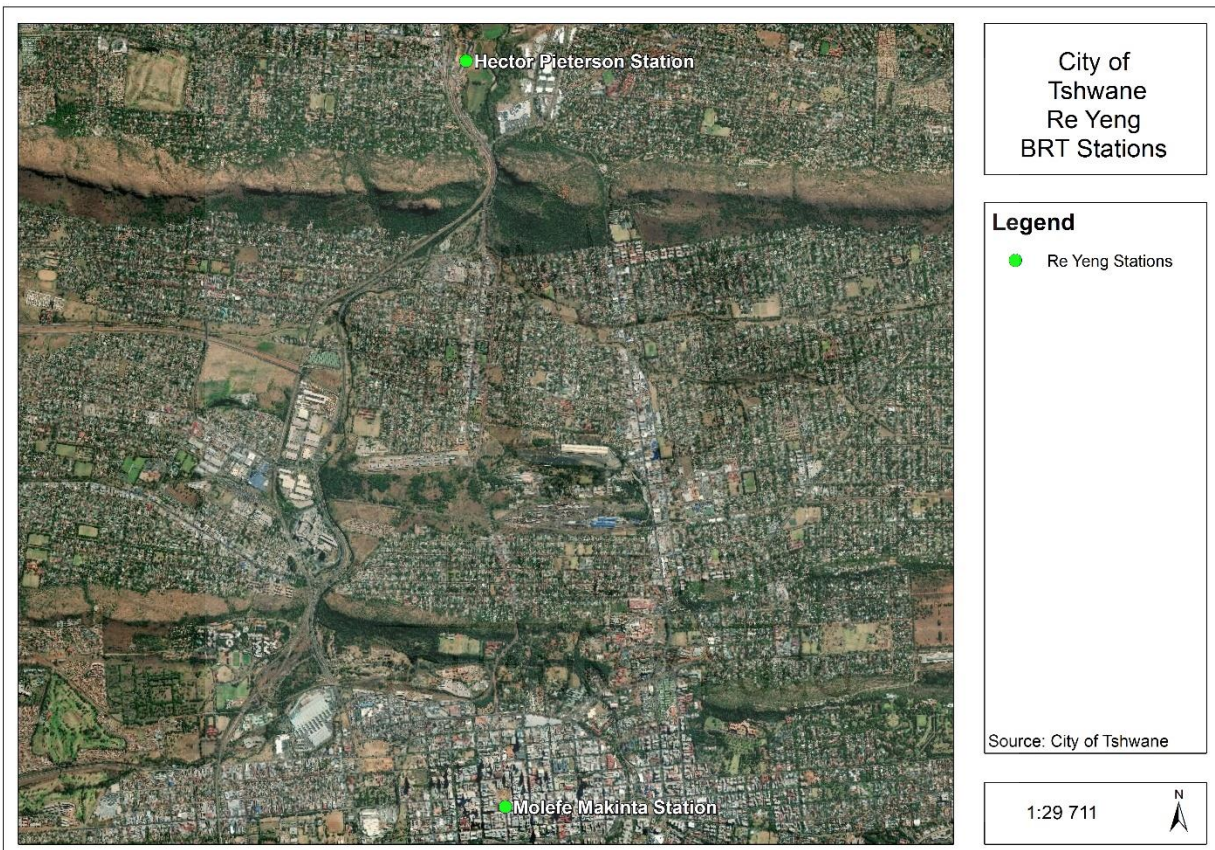 Hector Pieterson Station
Molefe Makinta Station
City of
Tshwane
Re Yeng
BRT Stations
Legend
Re Yeng Stations
Source: City of Tshwane
1:29 711
N